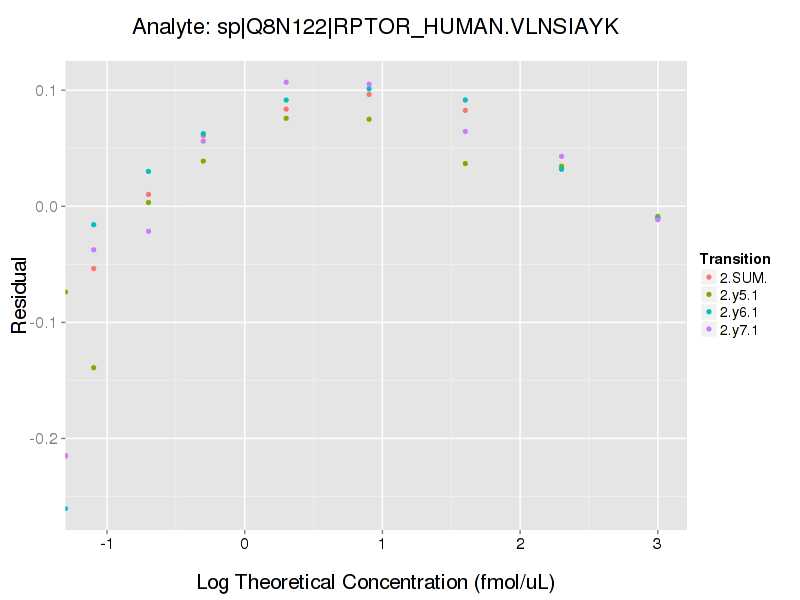 Analyte: sp|Q8N122|RPTOR_HUMAN.VLNSIAYK
0.1
0.0
-0.1
-0.2
Residual
-1 0 1 2 3
Log Theoretical Concentration (fmol/uL)
Transition
2.SUM.
2.y5.1
2.y6.1
2.y7.1